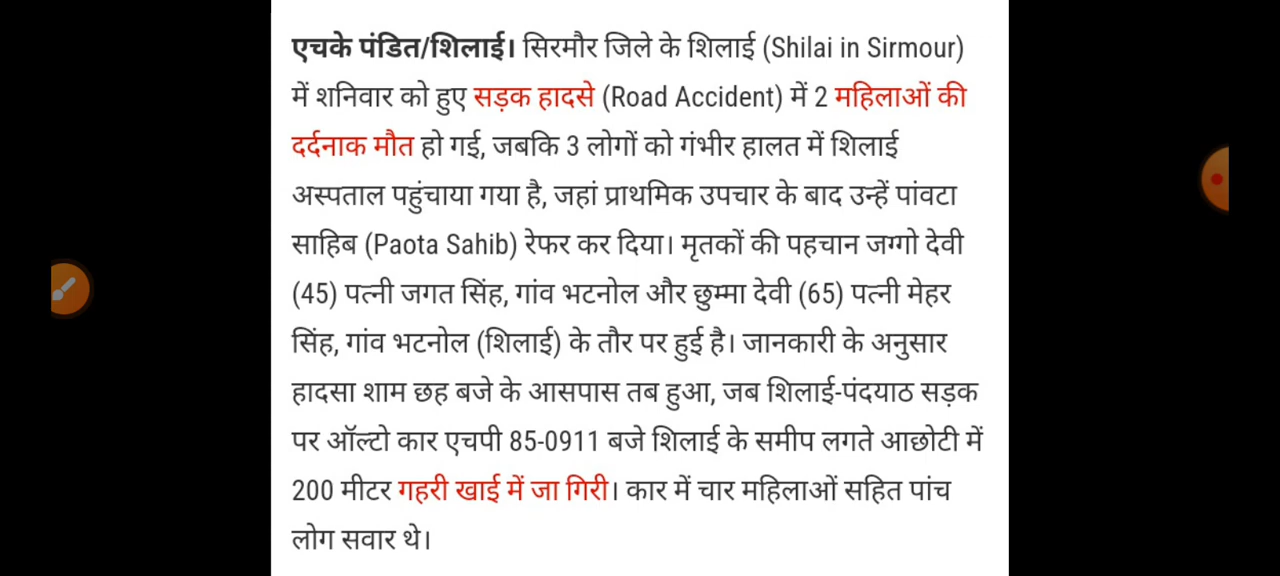 एचके पंडित/शिलाई। सिरमौर जिले के शिलाई (Shilai in Sirmour)
में शनिवार को हुए सड़क हादसे (Road Accident) में 2 महिलाओं की
दर्दनाक मौत हो गई, जबकि 3 लोगों को गंभीर हालत में शिलाई
अस्पताल पहुंचाया गया है, जहां प्राथमिक उपचार के बाद उन्हें पांवटा
साहिब (Paota Sahib) रेफर कर दिया। मृतकों की पहचान जग्गो देवी
(45) पत्नी जगत सिंह, गांव भटनोल और छुम्मा देवी (65) पत्नी मेहर
सिंह, गांव भटनोल (शिलाई) के तौर पर हुई है। जानकारी के अनुसार
हादसा शाम छह बजे के आसपास तब हुआ, जब शिलाई-पंदयाठ सड़क
पर ऑल्टो कार एचपी 85-0911 बजे शिलाई के समीप लगते आछोटी में
200 मीटर गहरी खाई में जा गिरी। कार में चार महिलाओं सहित पांच
लोग सवार थे।